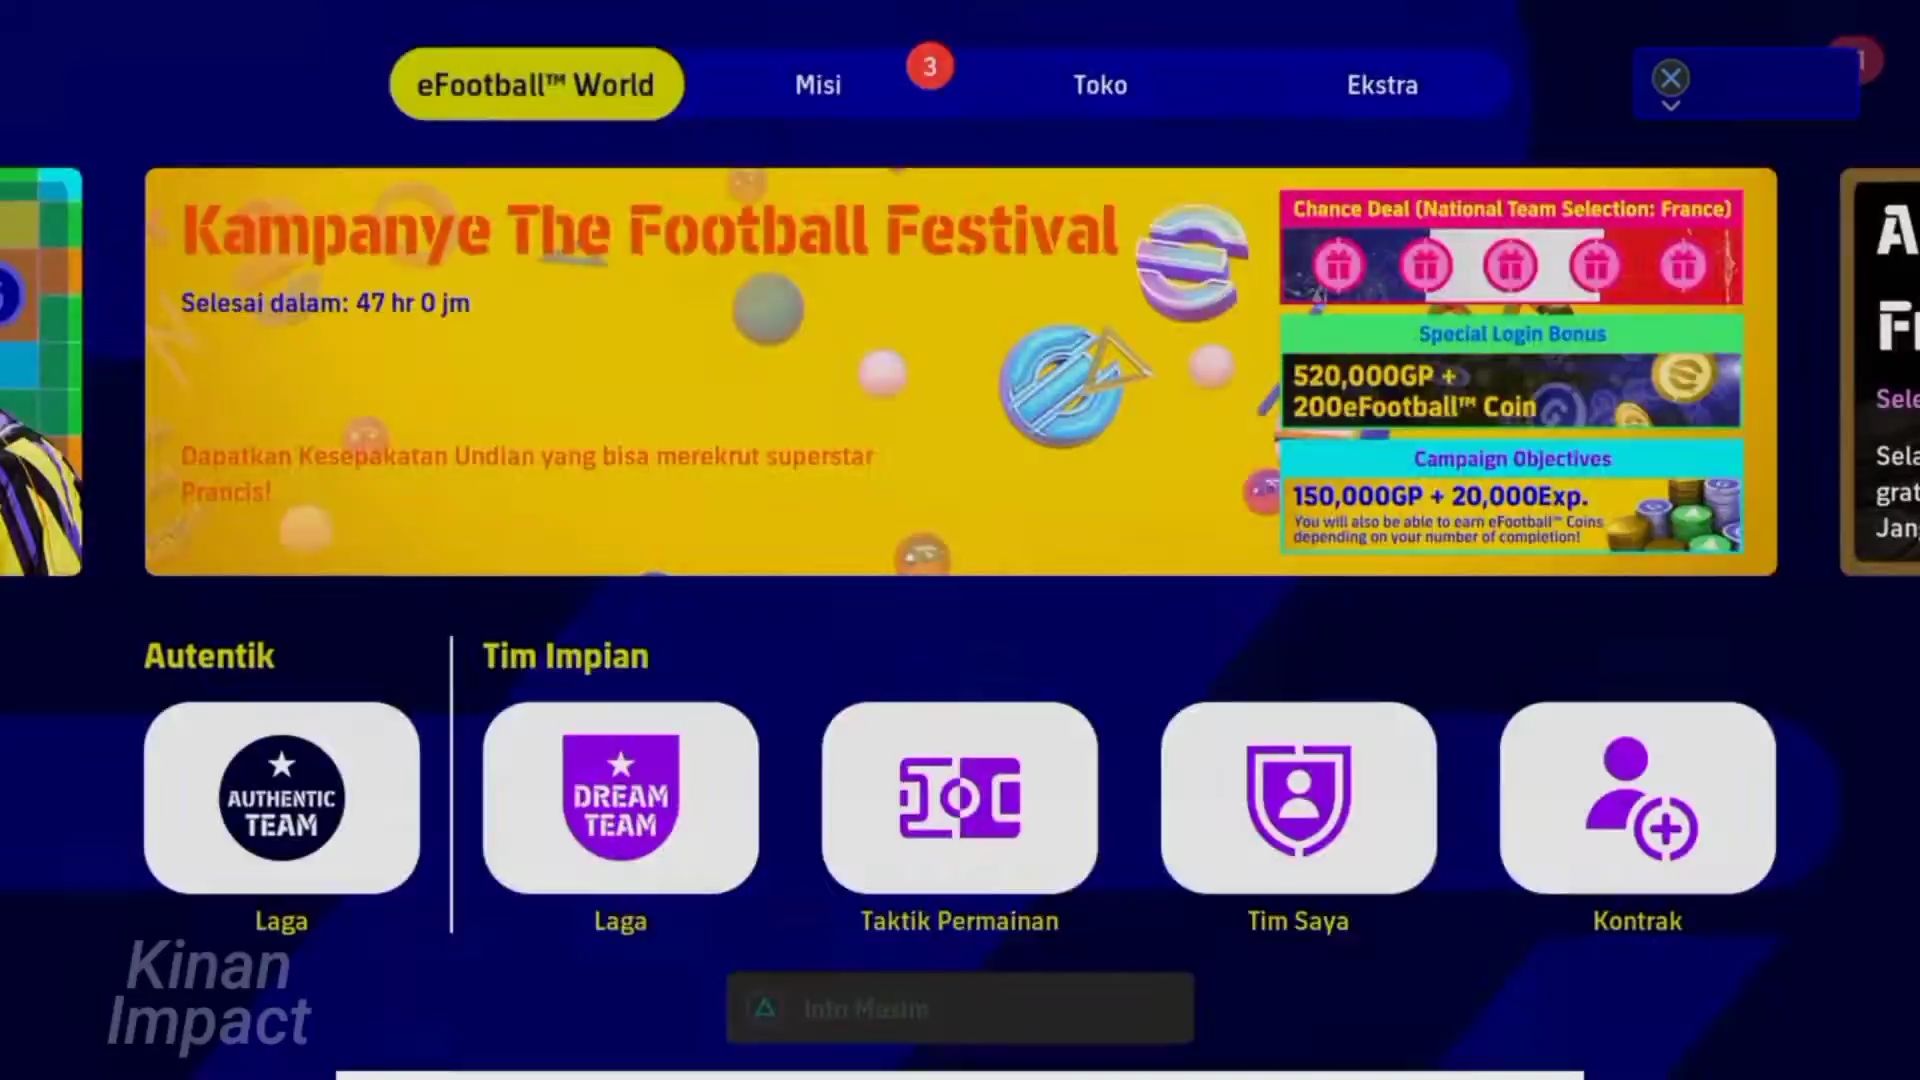 eFootball™ World
Misi
3
Toko
Ekstra
1
Kampanye The Football Festival
Selesai dalam: 47 hr 0 jm
Dapatkan Kesepakatan Undian yang bisa merekrut superstar
Prancis!
Chance Deal (National Team Selection: France)
Special Login Bonus
520,000GP +
200eFootball™ Coin
Campaign Objectives
150,000GP + 20,000Exp.
You will also be able to earn eFootball™ Coins
depending on your number of completion!
Autentik
Tim Impian
AUTHENTIC
TEAM
DREAM
TEAM
Laga
Laga
Taktik Permainan
Tim Saya
Kontrak
Info Musim
Kinan
Impact